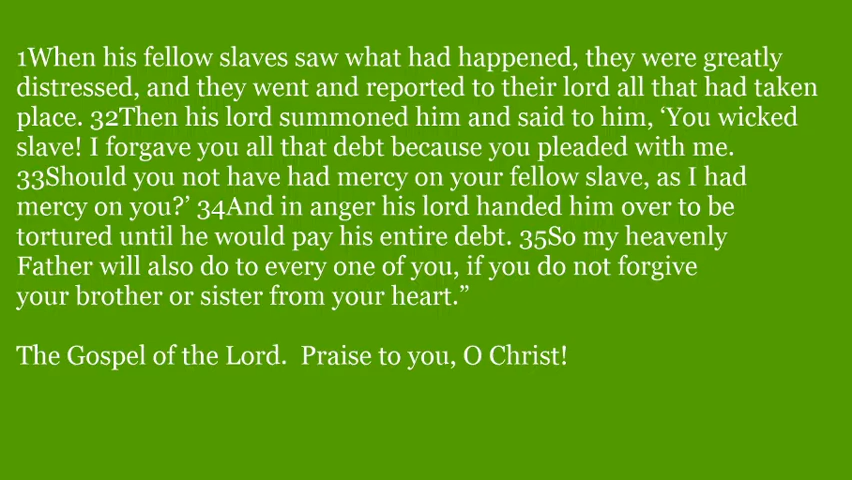 1When his fellow slaves saw what had happened, they were greatly
distressed, and they went and reported to their lord all that had taken
place. 32Then his lord summoned him and said to him, ‘You wicked
slave! I forgave you all that debt because you pleaded with me.
33Should you not have had mercy on your fellow slave, as I had
mercy on you?’ 34And in anger his lord handed him over to be
tortured until he would pay his entire debt. 35So my heavenly
Father will also do to every one of you, if you do not forgive
your brother or sister from your heart.”
The Gospel of the Lord.  Praise to you, O Christ!